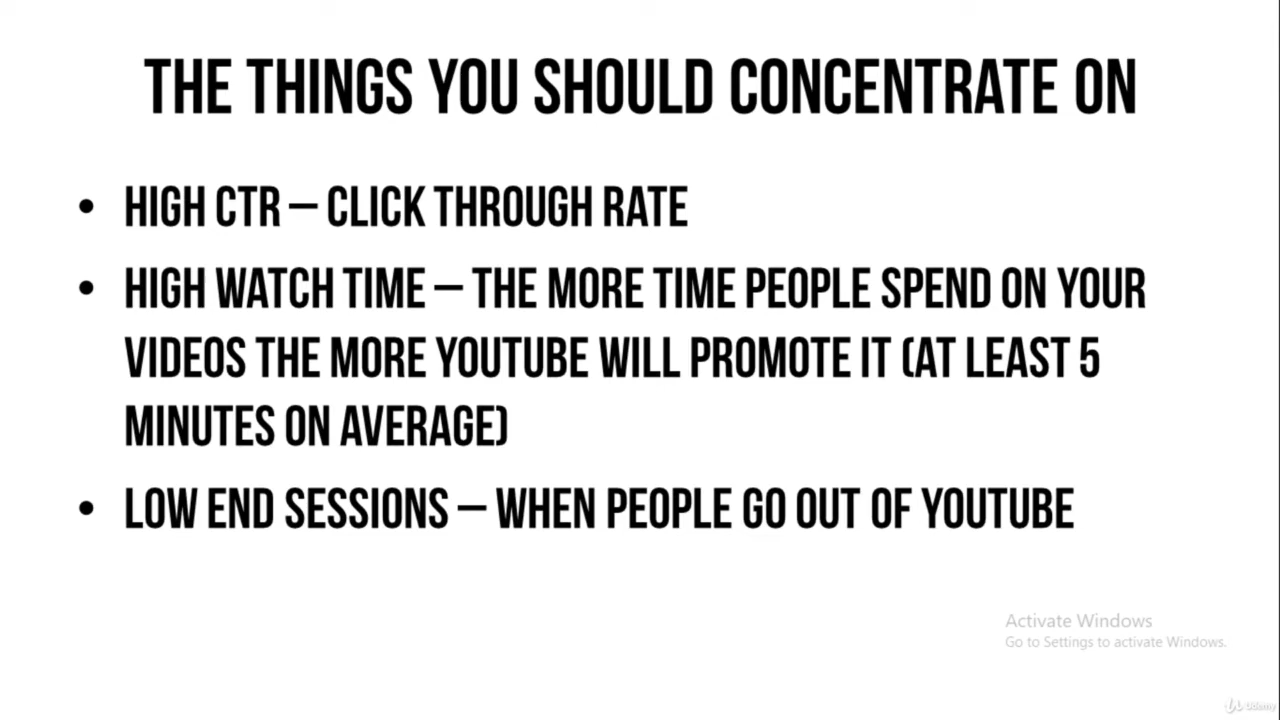 THE THINGS YOU SHOULD CONCENTRATE ON
• HIGH CTR – CLICK THROUGH RATE
• HIGH WATCH TIME – THE MORE TIME PEOPLE SPEND ON YOUR
VIDEOS THE MORE YOUTUBE WILL PROMOTE IT (AT LEAST 5
MINUTES ON AVERAGE)
• LOW END SESSIONS – WHEN PEOPLE GO OUT OF YOUTUBE
Activate Windows
Go to Settings to activate Windows.
Udemy